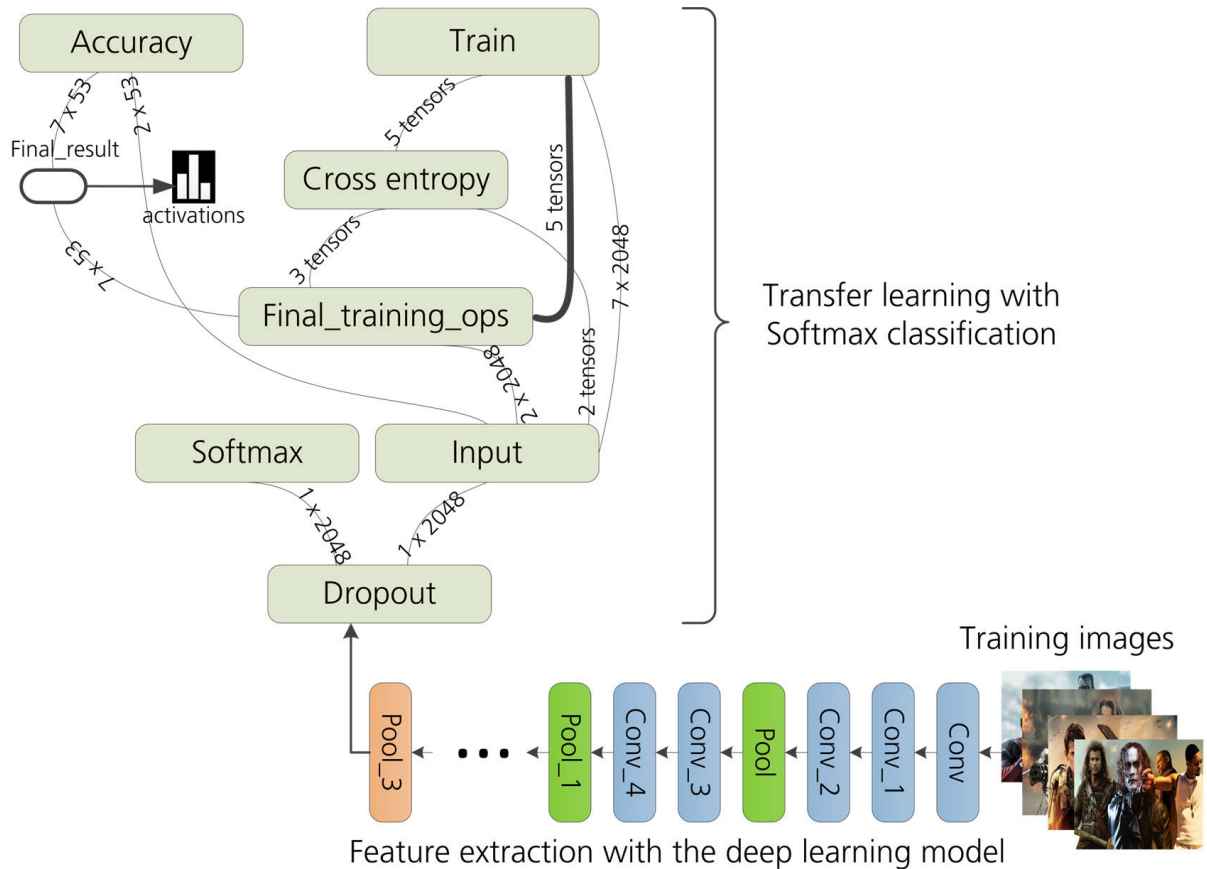 Accuracy
Train
7 x 53
2 x 53
5 tensors
Final_result
activations
Cross entropy
5 tensors
7 x 2048
7 x 53
3 tensors
Final_training_ops
Transfer learning with
Softmax classification
2 x 2048
2 tensors
Softmax
Input
1 x 2048
1 x 2048
Dropout
Training images
Pool_3
...
Pool_1
Conv_4
Conv_3
Pool
Conv_2
Conv_1
Conv
Feature extraction with the deep learning model